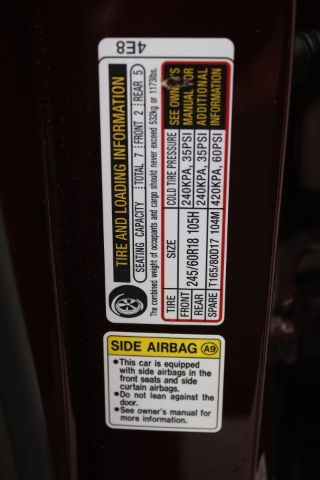 4E8
TIRE AND LOADING INFORMATION
SEATING CAPACITY TOTAL 7 FRONT 2 REAR 5
The combined weight of occupants and cargo should never exceed 532kg or 1173lbs.
TIRE SIZE COLD TIRE PRESSURE
FRONT 245/60R18 105H 240KPA, 35PSI
REAR 240KPA, 35PSI
SPARE T165/80D17 104M 420KPA, 60PSI
SEE OWNER'S
MANUAL FOR
ADDITIONAL
INFORMATION
SIDE AIRBAG A9
•This car is equipped
with side airbags in the
front seats and side
curtain airbags.
•Do not lean against the
door.
•See owner's manual for
more information.